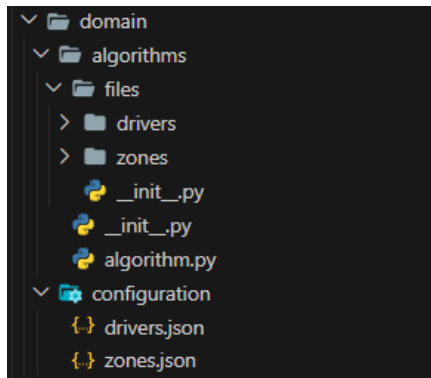 domain
algorithms
files
drivers
zones
__init__.py
__init__.py
algorithm.py
configuration
drivers.json
zones.json